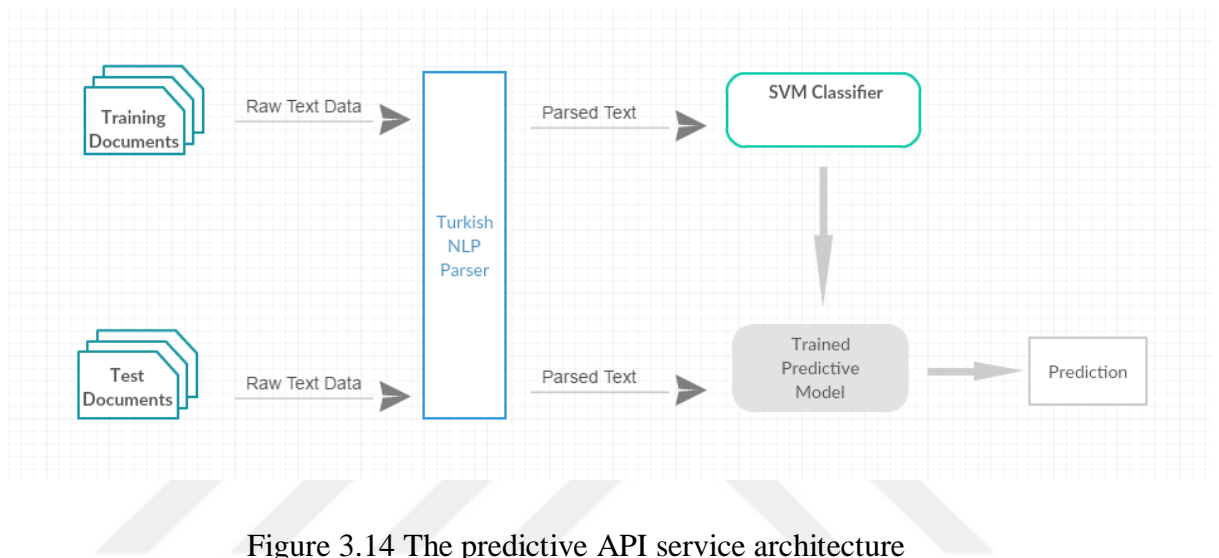 Training
Documents
Raw Text Data
Parsed Text
SVM Classifier
Turkish
NLP
Parser
Test
Documents
Raw Text Data
Parsed Text
Trained
Predictive
Model
Prediction
Figure 3.14 The predictive API service architecture